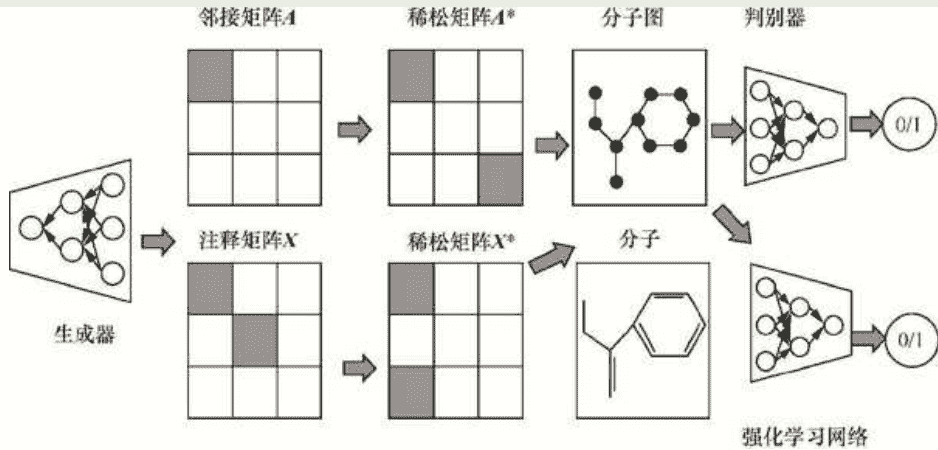 邻接矩阵A
稀松矩阵A*
分子图
判别器
0/1
生成器
注释矩阵X
稀松矩阵X*
分子
0/1
强化学习网络